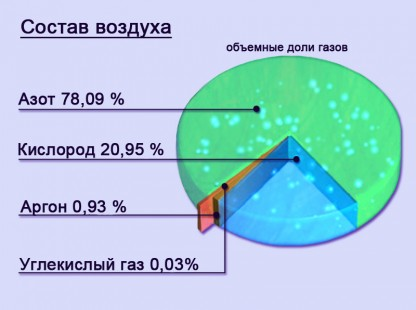 Состав воздуха
объемные доли газов
Азот 78,09 %
Кислород 20,95 %
Аргон 0,93 %
Углекислый газ 0,03%